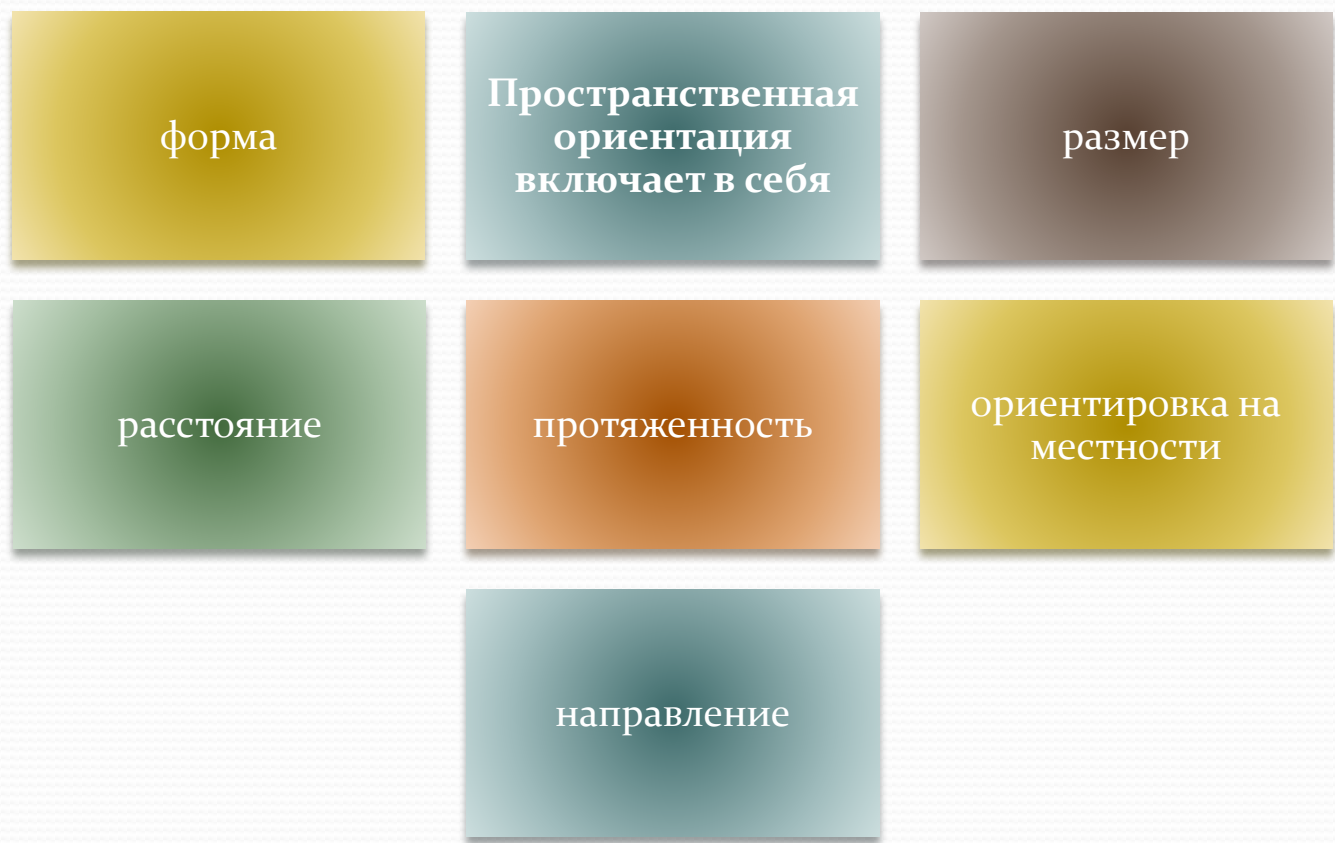 форма
Пространственная
ориентация
включает в себя
размер
расстояние
протяженность
ориентировка на
местности
направление